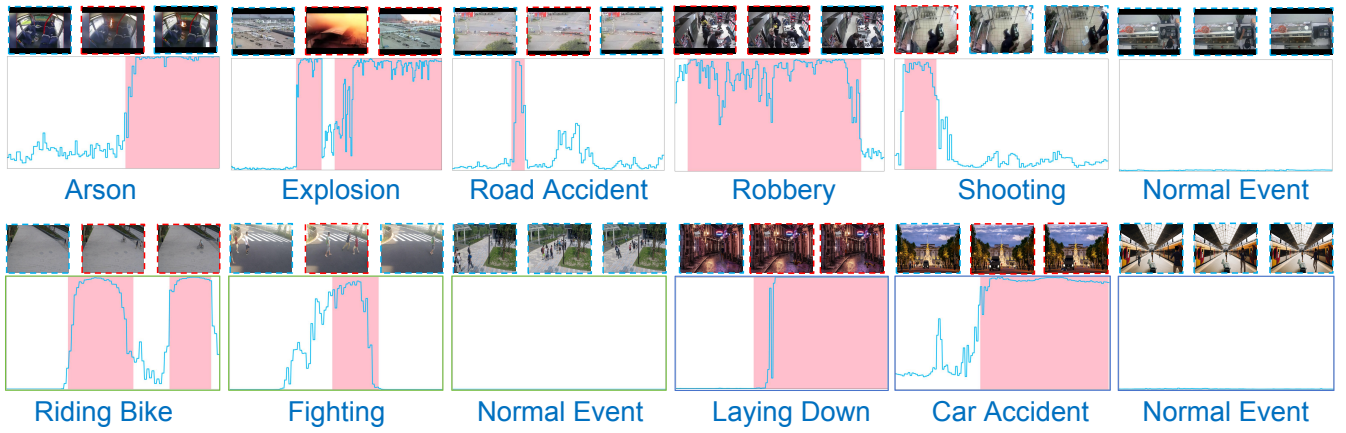 Arson Explosion Road Accident Robbery Shooting Normal Event
Riding Bike Fighting Normal Event Laying Down Car Accident Normal Event